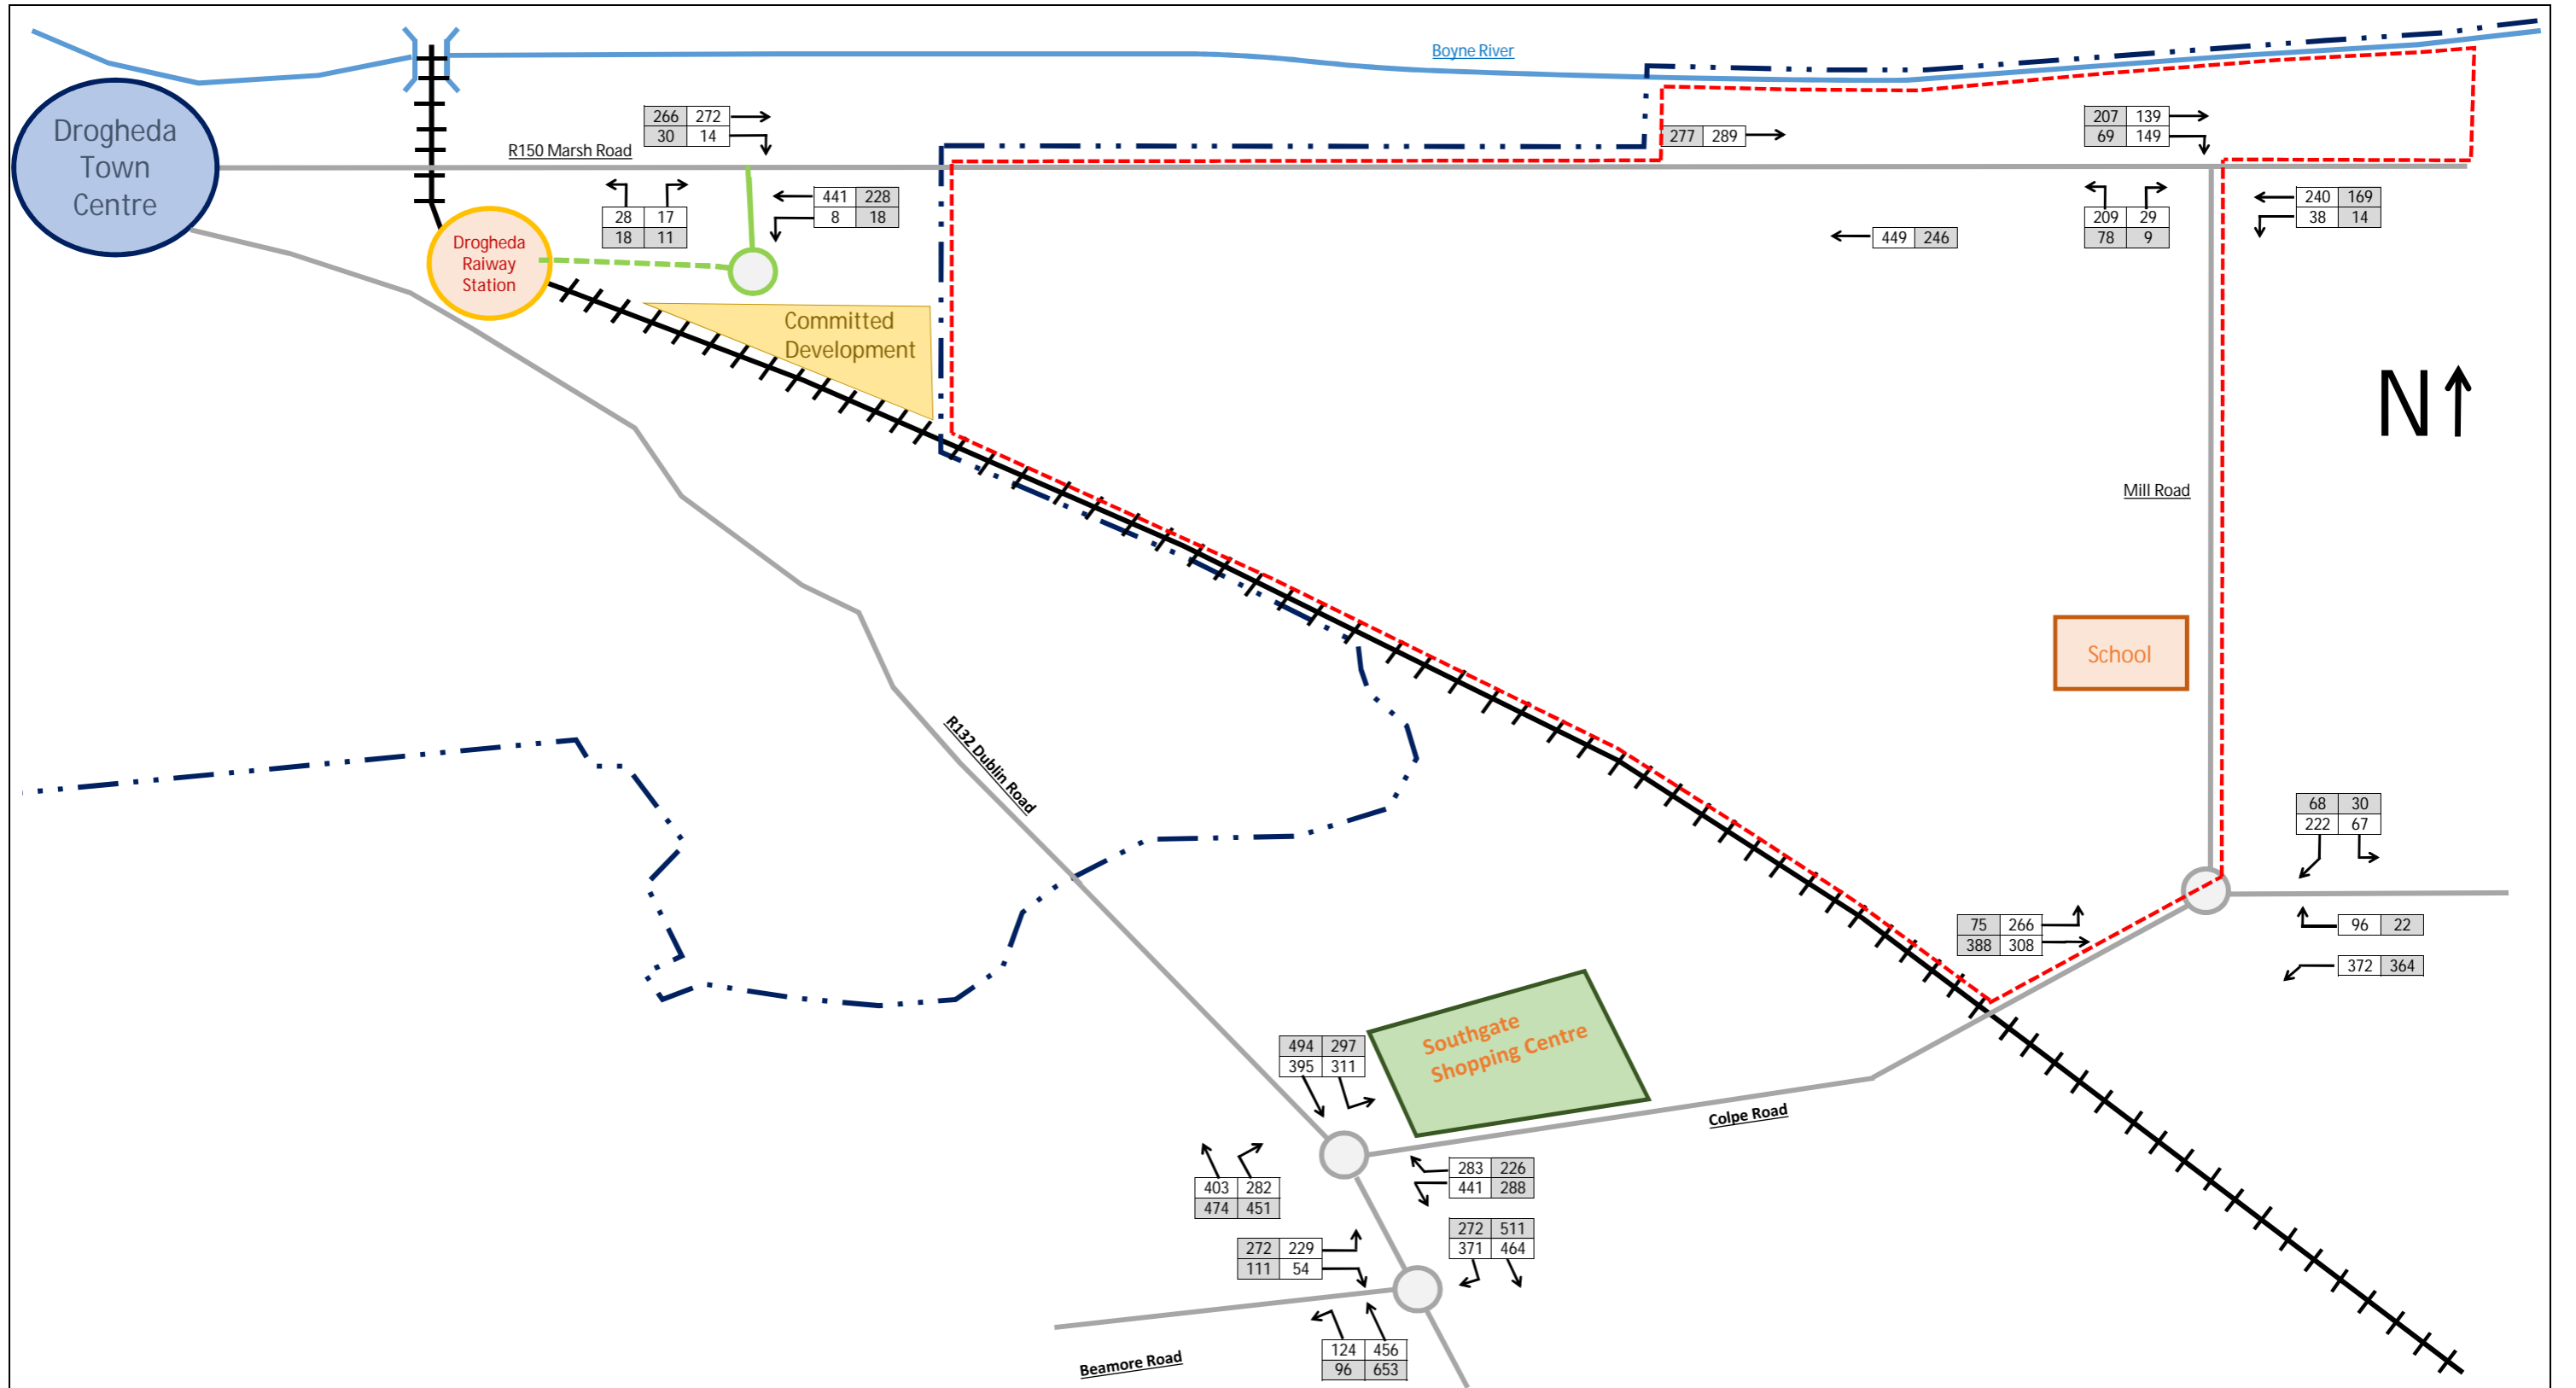 Boyne River
Drogheda
Town
Centre
266 272
30 14
R150 Marsh Road
277 289
207 139
69 149
28 17
18 11
441 228
8 18
449 246
209 29
78 9
240 169
38 14
Drogheda
Raiway
Station
Committed
Development
N
Mill Road
School
R132 Dublin Road
68 30
222 67
75 266
388 308
96 22
372 364
494 297
395 311
Southgate
Shopping Centre
Colpe Road
403 282
474 451
283 226
441 288
272 229
111 54
272 511
371 464
124 456
96 653
Beamore Road